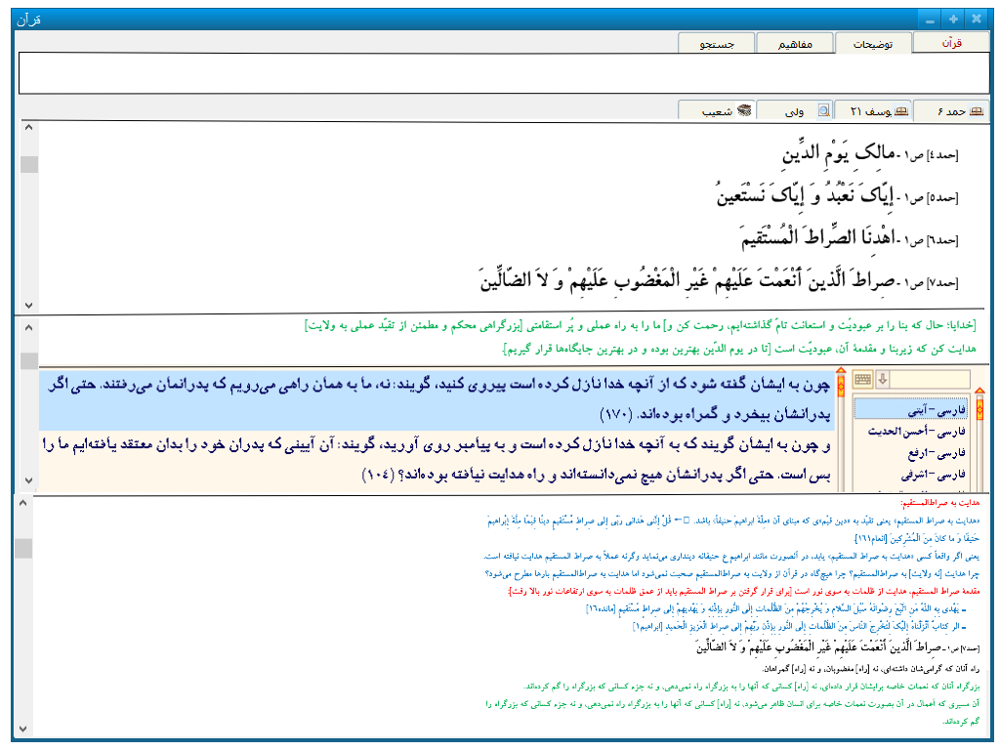 قرآن
قرآن
توضیحات
مفاهیم
جستجو
حمد ۶
یوسف ۲۱
ولی
شعیب
[حمد٤] ص۱-مالِکِ یَوْمِ الدِّینِ
[حمد٥] ص۱-إِیَّاکَ نَعْبُدُ وَ إِیَّاکَ نَسْتَعینُ
[حمد٦] ص۱-اهْدِنَا الصِّراطَ الْمُسْتَقیمَ
[حمد٧] ص۱-صِراطَ الَّذینَ أَنْعَمْتَ عَلَیْهِمْ غَیْرِ الْمَغْضُوبِ عَلَیْهِمْ وَ لاَ الضَّالِّینَ
[خدایا؛ حال که بنا را بر عبودیّت و استعانت تامّ گذاشته‌ایم، رحمت کن و] ما را به راه عملی و پُر استقامتی [بزرگراهی محکم و مطمئن از تقیّد عملی به ولایت]
هدایت کن که زیربنا و مقدمهٔ آن، عبودیّت است [تا در یوم الدّین بهترین بوده و در بهترین جایگاه‌ها قرار گیریم].
چون به ایشان گفته شود که از آنچه خدا نازل کرده است پیروی کنید، گویند: نه، ما به همان راهی می‌رویم که پدرانمان می‌رفتند. حتی اگر
پدرانشان بیخرد و گمراه بوده‌اند. (۱۷۰)
و چون به ایشان گویند که به آنچه خدا نازل کرده است و به پیامبر روی آورید، گویند: آن آیینی که پدران خود را بدان معتقد یافته‌ایم ما را
بس است. حتی اگر پدرانشان هیچ نمی‌دانسته‌اند و راه هدایت نیافته بوده‌اند؟ (۱۰۴)
فارسی-آیتی
فارسی-أحسن الحدیث
فارسی-ارفع
فارسی-اشرفی
هدایت به صراط‌المستقیم:
«هدایت به صراط المستقیم» یعنی تقیّد به «دین قیّم»ی که مبنای آن «ملّة ابراهیمَ حنیفاً» باشد. ← قُلْ إِنَّنی هَدانی رَبِّی إِلى صِراطٍ مُسْتَقیمٍ دیناً قِیَماً مِلَّةَ إِبْراهیمَ
حَنیفاً وَ ما کانَ مِنَ الْمُشْرِکینَ [انعام۱۶۱].
یعنی اگر واقعاً کسی «هدایت به صراط المستقیم» یابد، در آنصورت مانند ابراهیم ع حنیفانه دینداری می‌نماید وگرنه عملاً به صراط المستقیم هدایت نیافته است.
چرا هدایت [نه ولایت] به صراط‌المستقیم؟ چرا هیچ‌گاه در قرآن از ولایت به صراط‌المستقیم صحبت نمی‌شود اما هدایت به صراط‌المستقیم بارها مطرح می‌شود؟
مقدمهٔ صراط المستقیم، هدایت از ظلمات به سوی نور است [برای قرار گرفتن بر صراط المستقیم باید از عمق ظلمات به سوی ارتفاعات نور بالا رفت]:
ـ یَهْدی بِهِ اللَّهُ مَنِ اتَّبَعَ رِضْوانَهُ سُبُلَ السَّلامِ وَ یُخْرِجُهُمْ مِنَ الظُّلُماتِ إِلَى النُّورِ بِإِذْنِهِ وَ یَهْدیهِمْ إِلى صِراطٍ مُسْتَقیمٍ [مائده۱۶]
ـ الر کِتابٌ أَنْزَلْناهُ إِلَیْکَ لِتُخْرِجَ النَّاسَ مِنَ الظُّلُماتِ إِلَى النُّورِ بِإِذْنِ رَبِّهِمْ إِلى صِراطِ الْعَزیزِ الْحَمیدِ [ابراهیم۱]
[حمد٧] ص۱-صِراطَ الَّذینَ أَنْعَمْتَ عَلَیْهِمْ غَیْرِ الْمَغْضُوبِ عَلَیْهِمْ وَ لاَ الضَّالِّینَ
راه آنان که گرامی‌شان داشته‌ای، نه [راه] مغضوبان، و نه [راه] گمراهان.
بزرگراه آنان که نعمات خاصه برایشان قرار داده‌ای، نه [راه] کسانی که آنها را به بزرگراه راه نمی‌دهی، و نه جزء کسانی که بزرگراه را گم کرده‌اند.
آن مسیری که اعمال در آن بصورت نعمات خاصه برای انسان ظاهر می‌شود، نه [راه] کسانی که آنها را به بزرگراه راه نمی‌دهی، و نه جزء کسانی که بزرگراه را
گم کرده‌اند.